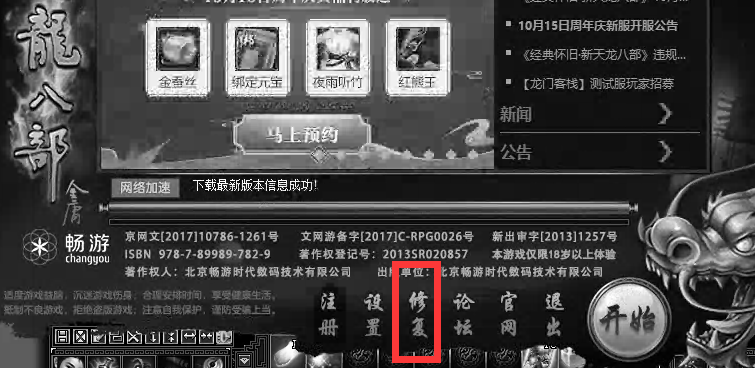 龍
八
部
金庸
金蚕丝
绑定元宝
夜雨听竹
红熊王
马上预约
10月15日周年庆新服开服公告
《经典怀旧·新天龙八部》违规...
【龙门客栈】测试服玩家招募
新闻
公告
网络加速
下载最新版本信息成功!
畅游
changyou
京网文[2017]10786-1261号
文网游备字[2017]C-RPG0026号
新出审字[2013]1257号
ISBN 978-7-89989-782-9
著作权登记号: 2013SR020857
本游戏仅限18岁以上体验
著作权人: 北京畅游时代数码技术有限公司
出版单位: 北京畅游时代数码技术有限公司
适度游戏益脑, 沉迷游戏伤身, 合理安排时间, 享受健康生活。
抵制不良游戏, 拒绝盗版游戏; 注意自我保护, 谨防受骗上当。
注册
设置
修复
论坛
官网
退出
开始